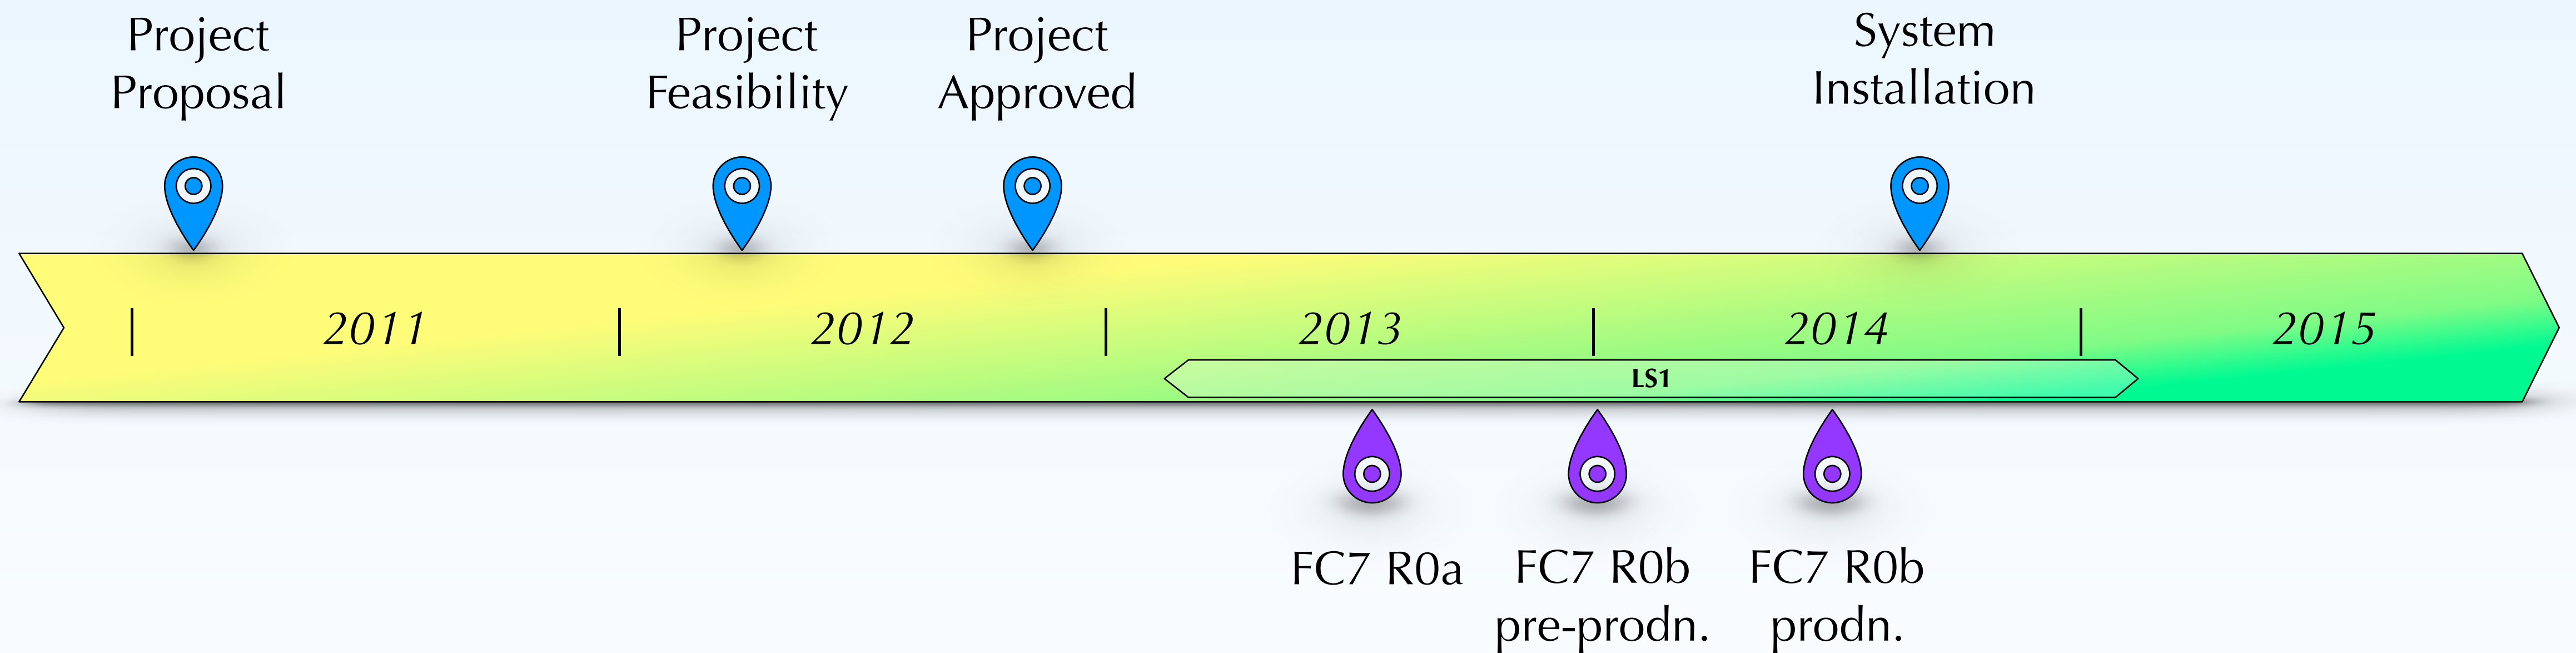 Project
Proposal
Project
Feasibility
Project
Approved
System
Installation
2011
2012
2013
2014
2015
LS1
FC7 R0a
FC7 R0b
pre-prodn.
FC7 R0b
prodn.